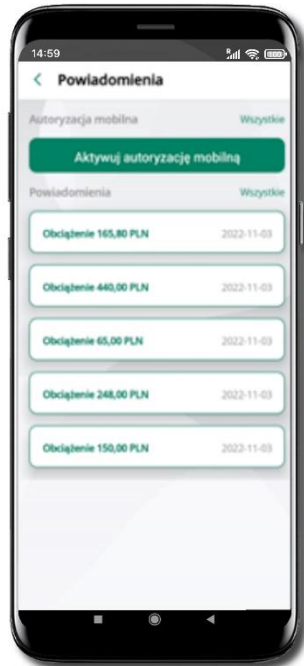 14:59
Powiadomienia
Autoryzacja mobilna Wszystkie
Aktywuj autoryzację mobilną
Powiadomienia Wszystkie
Obciążenie 165,80 PLN 2022-11-03
Obciążenie 440,00 PLN 2022-11-03
Obciążenie 65,00 PLN 2022-11-03
Obciążenie 248,00 PLN 2022-11-03
Obciążenie 150,00 PLN 2022-11-03